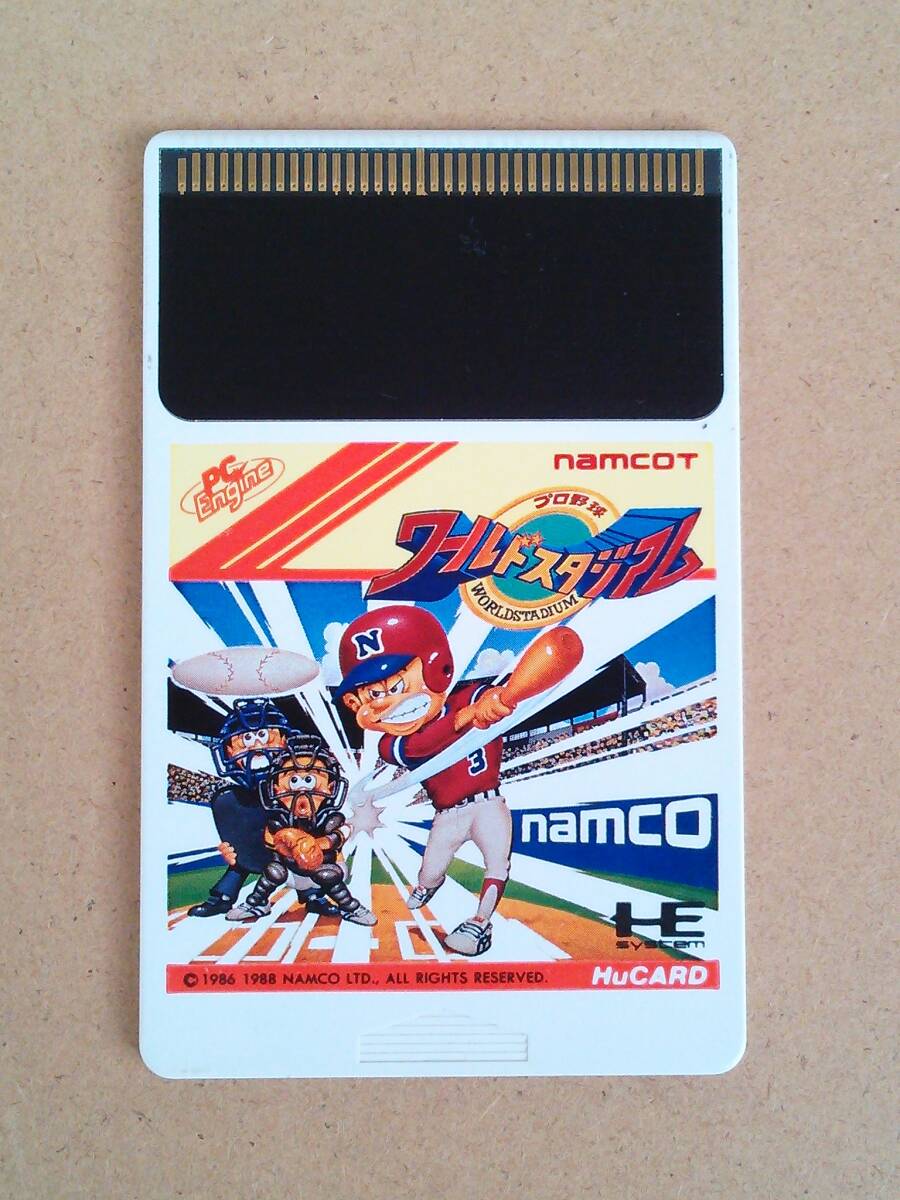 PC
Engine
namcoT
プロ野球
ワールドスタジアム
WORLDSTADIUM
N
3
namco
HE
system
© 1986 1988 NAMCO LTD., ALL RIGHTS RESERVED.
HuCARD